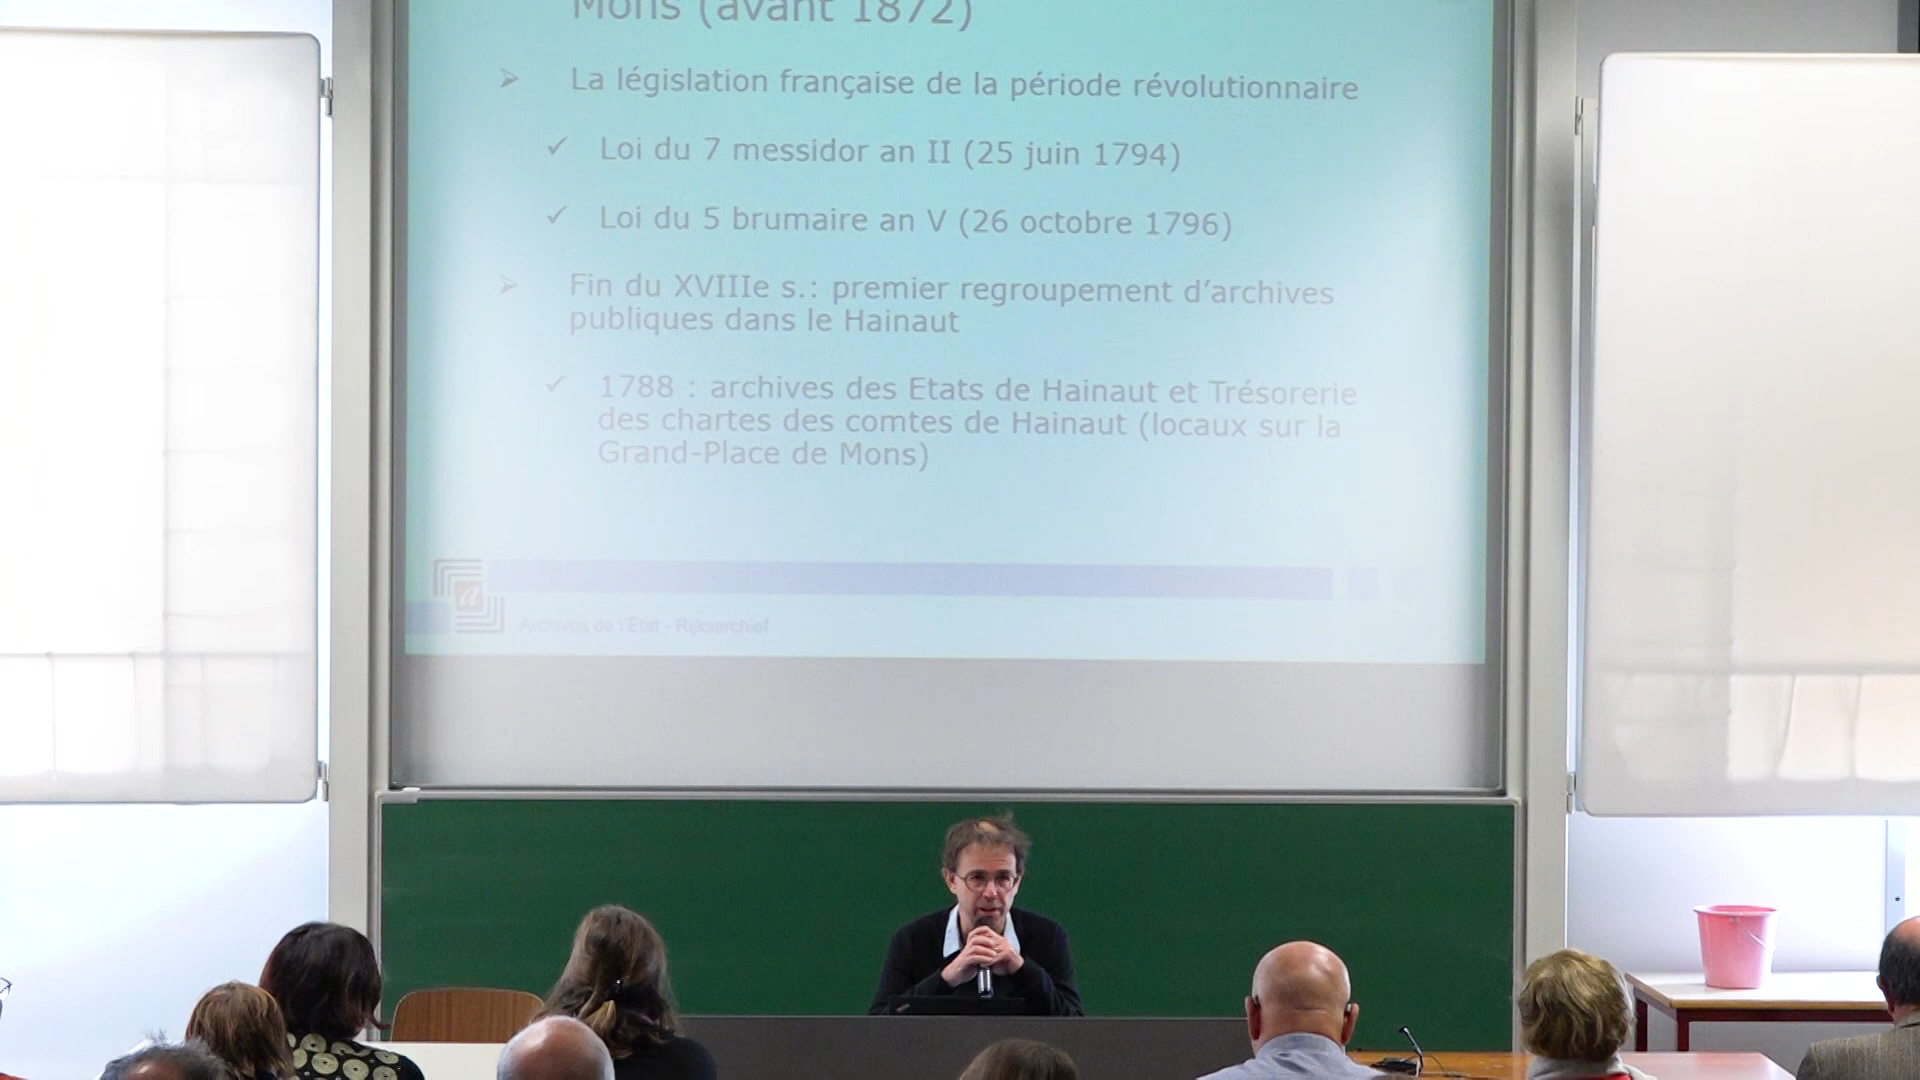 Mons (avant 1872)
La législation française de la période révolutionnaire
Loi du 7 messidor an II (25 juin 1794)
Loi du 5 brumaire an V (26 octobre 1796)
Fin du XVIIIe s.: premier regroupement d’archives
publiques dans le Hainaut
1788 : archives des Etats de Hainaut et Trésorerie
des chartes des comtes de Hainaut (locaux sur la
Grand-Place de Mons)
a
Archives de l'État - Rijksarchief